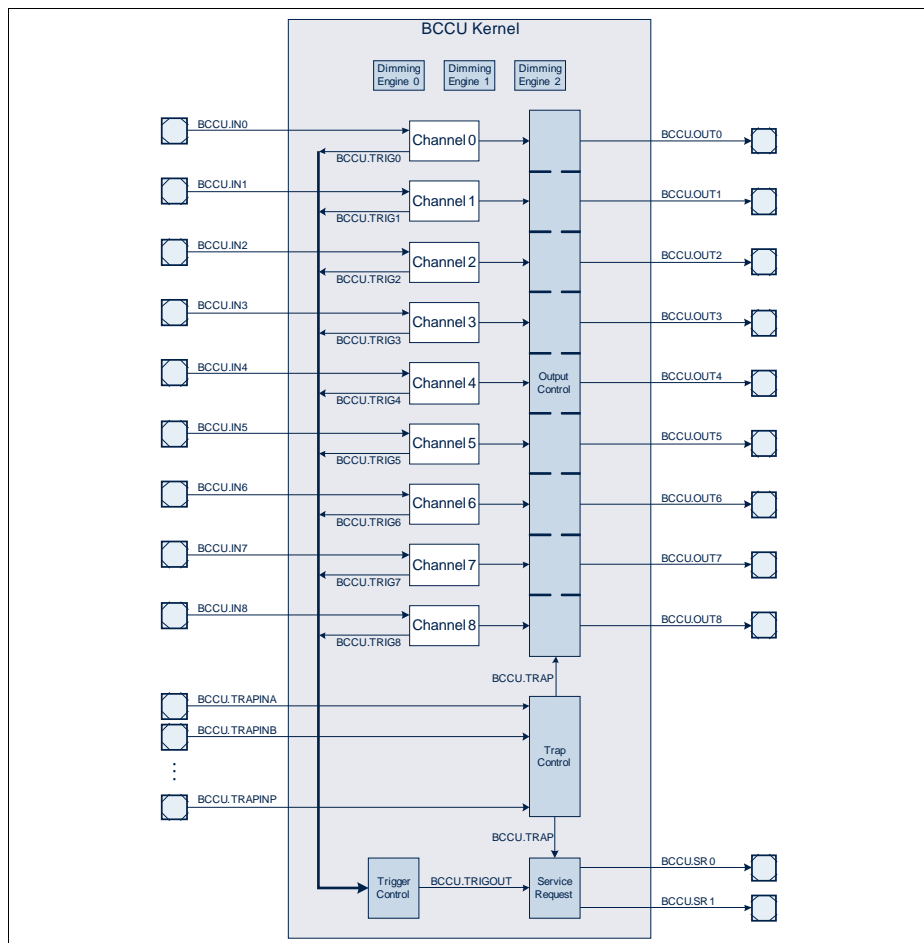 BCCU Kernel
Dimming
Engine 0
Dimming
Engine 1
Dimming
Engine 2
BCCU.IN0
Channel 0
BCCU.TRIG0
BCCU.OUT0
BCCU.IN1
Channel 1
BCCU.TRIG1
BCCU.OUT1
BCCU.IN2
Channel 2
BCCU.TRIG2
BCCU.OUT2
BCCU.IN3
Channel 3
BCCU.TRIG3
BCCU.OUT3
BCCU.IN4
Channel 4
BCCU.TRIG4
Output
Control
BCCU.OUT4
BCCU.IN5
Channel 5
BCCU.TRIG5
BCCU.OUT5
BCCU.IN6
Channel 6
BCCU.TRIG6
BCCU.OUT6
BCCU.IN7
Channel 7
BCCU.TRIG7
BCCU.OUT7
BCCU.IN8
Channel 8
BCCU.TRIG8
BCCU.OUT8
BCCU.TRAP
BCCU.TRAPINA
BCCU.TRAPINB
Trap
Control
BCCU.TRAPINP
BCCU.TRAP
Trigger
Control
BCCU.TRIGOUT
Service
Request
BCCU.SR0
BCCU.SR1